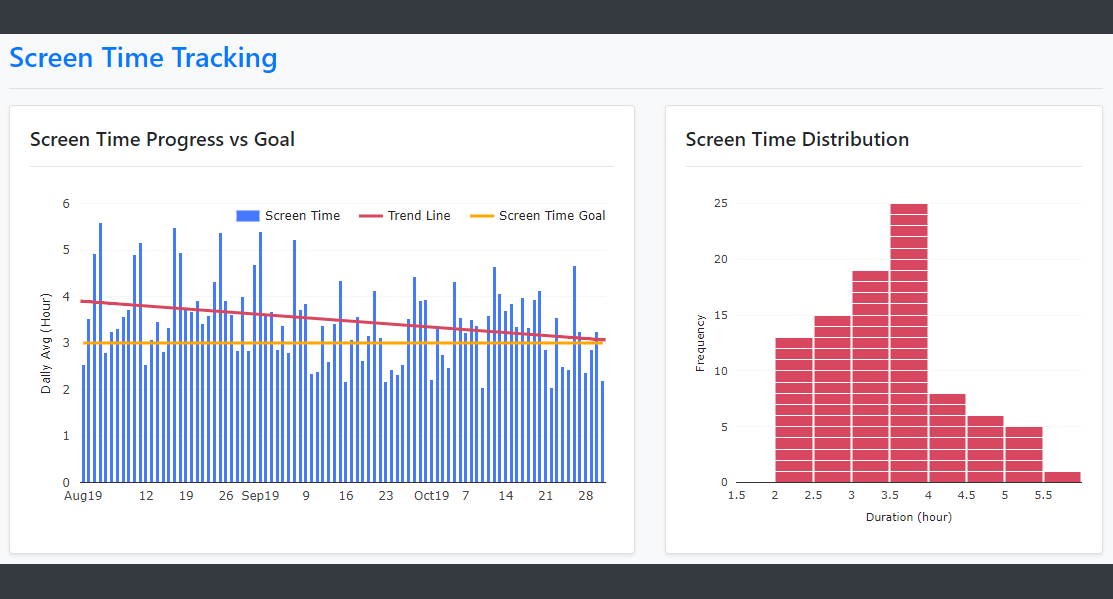 Screen Time Tracking
Screen Time Progress vs Goal
Screen Time
Trend Line
Screen Time Goal
6
5
4
3
2
1
0
Daily Avg (Hour)
Aug19 12 19 26 Sep19 9 16 23 Oct19 7 14 21 28
Screen Time Distribution
25
20
15
10
5
0
Frequency
1.5 2 2.5 3 3.5 4 4.5 5 5.5
Duration (hour)